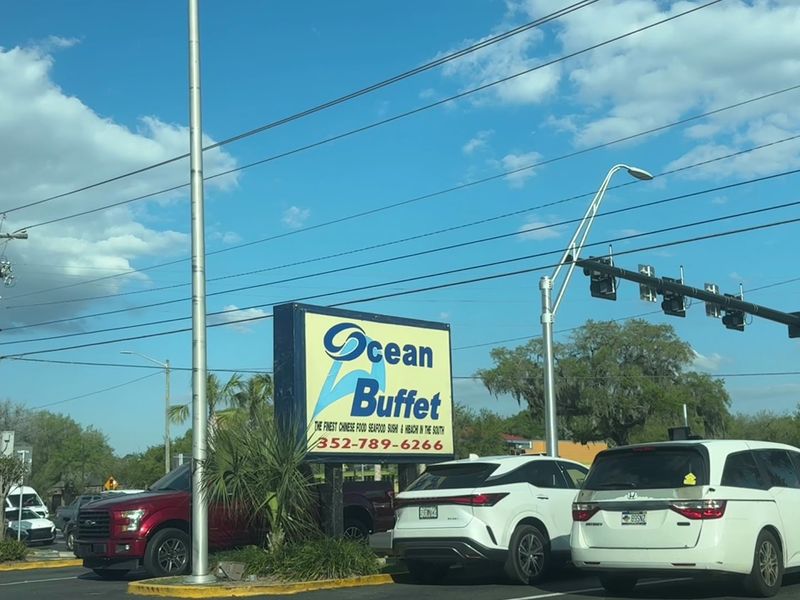 Ocean
Buffet
THE FINEST CHINESE FOOD SEAFOOD SUSHI & HIBACHI IN THE SOUTH
352-789-6266